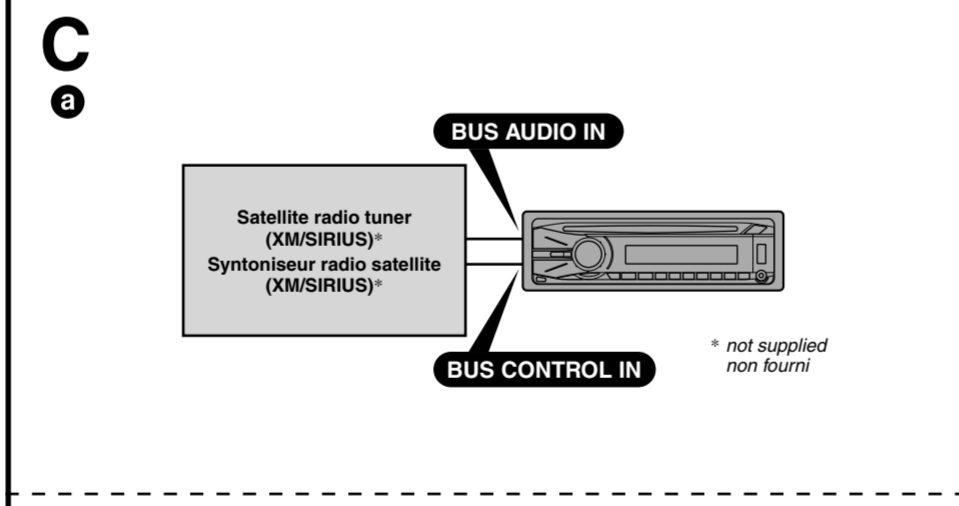 C
a
BUS AUDIO IN
Satellite radio tuner
(XM/SIRIUS)*
Syntoniseur radio satellite
(XM/SIRIUS)*
* not supplied
non fourni
BUS CONTROL IN